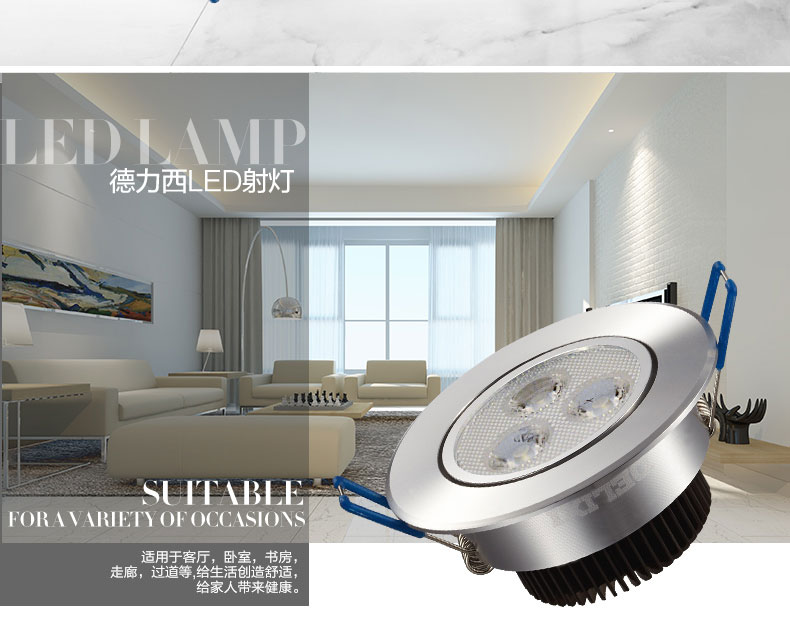 LED LAMP
德力西LED射灯
SUITABLE
FOR A VARIETY OF OCCASIONS
适用于客厅，卧室，书房，
走廊，过道等,给生活创造舒适，
给家人带来健康。